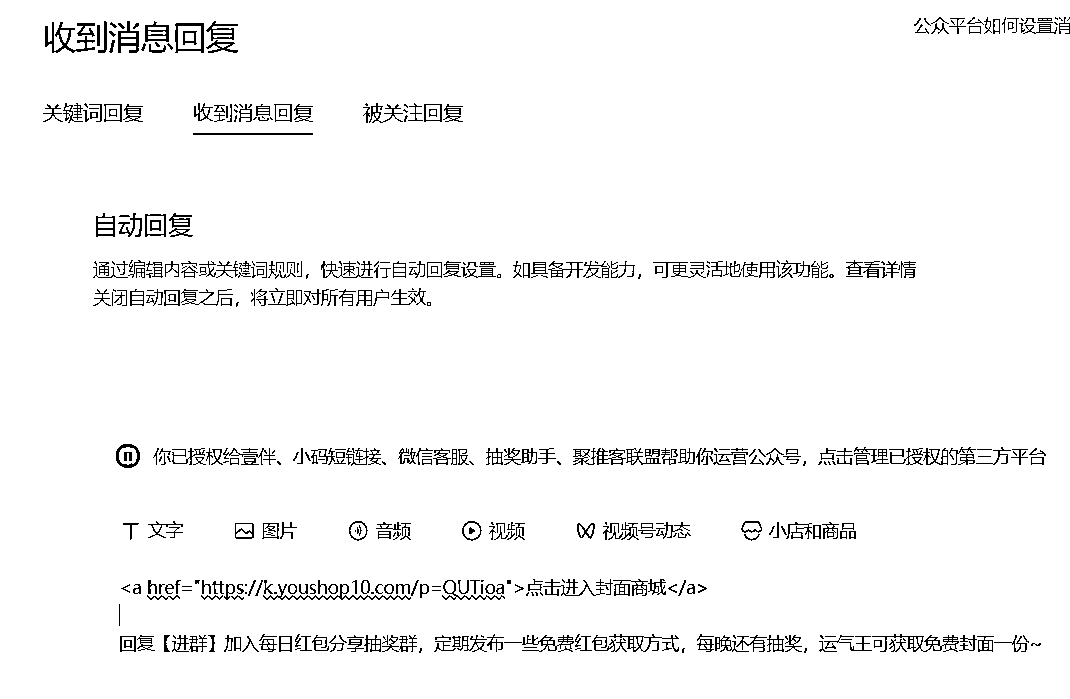 收到消息回复
公众平台如何设置消
关键词回复 收到消息回复 被关注回复
自动回复
通过编辑内容或关键词规则，快速进行自动回复设置。如具备开发能力，可更灵活地使用该功能。查看详情
关闭自动回复之后，将立即对所有用户生效。
你已授权给壹伴、小码短链接、微信客服、抽奖助手、聚推客联盟帮助你运营公众号，点击管理已授权的第三方平台
文字 图片 音频 视频 视频号动态 小店和商品
<a href="https://k.youshop10.com/p=QUTioa">点击进入封面商城</a>
回复【进群】加入每日红包分享抽奖群，定期发布一些免费红包获取方式，每晚还有抽奖，运气王可获取免费封面一份~